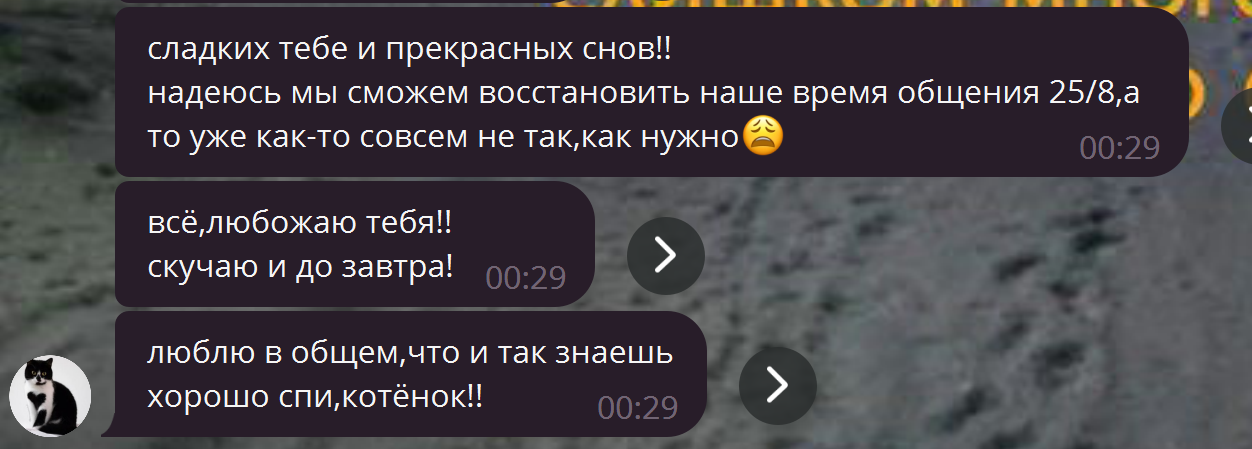 сладких тебе и прекрасных снов!!
надеюсь мы сможем восстановить наше время общения 25/8,а
то уже как-то совсем не так,как нужно😩
00:29
всё,любожаю тебя!!
скучаю и до завтра!
00:29
люблю в общем,что и так знаешь
хорошо спи,котёнок!!
00:29